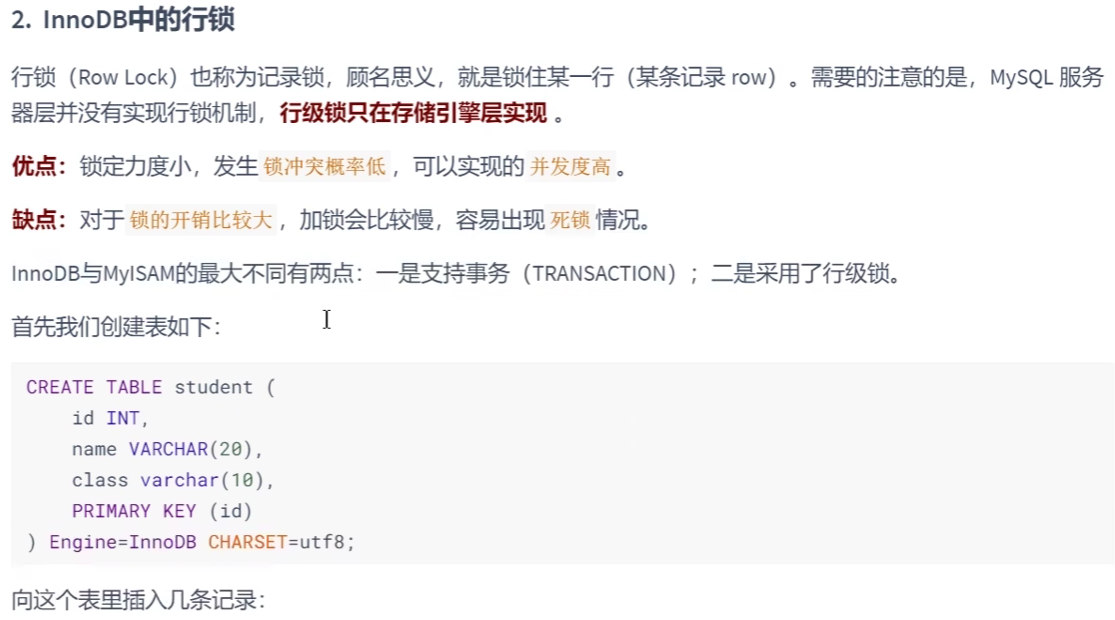 2. InnoDB中的行锁
行锁（Row Lock）也称为记录锁，顾名思义，就是锁住某一行（某条记录 row）。需要的注意的是，MySQL 服务
器层并没有实现行锁机制，行级锁只在存储引擎层实现 。
优点：锁定力度小，发生 锁冲突概率低 ，可以实现的 并发度高 。
缺点：对于 锁的开销比较大 ，加锁会比较慢，容易出现 死锁 情况。
InnoDB与MyISAM的最大不同有两点：一是支持事务（TRANSACTION）；二是采用了行级锁。
首先我们创建表如下：
CREATE TABLE student (
    id INT,
    name VARCHAR(20),
    class varchar(10),
    PRIMARY KEY (id)
) Engine=InnoDB CHARSET=utf8;
向这个表里插入几条记录：